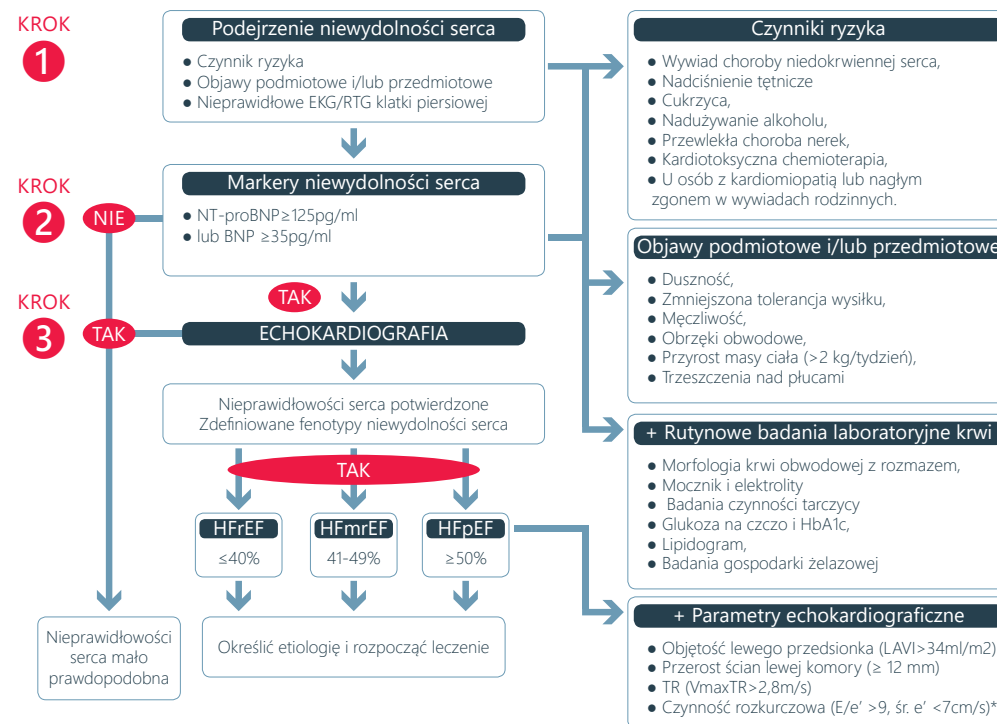 KROK
1
Podejrzenie niewydolności serca
● Czynnik ryzyka
● Objawy podmiotowe i/lub przedmiotowe
● Nieprawidłowe EKG/RTG klatki piersiowej
KROK
2
NIE
Markery niewydolności serca
● NT-proBNP≥125pg/ml
● lub BNP ≥35pg/ml
TAK
KROK
3
TAK
ECHOKARDIOGRAFIA
Nieprawidłowości serca potwierdzone
Zdefiniowane fenotypy niewydolności serca
TAK
HFrEF
≤40%
HFmrEF
41-49%
HFpEF
≥50%
Nieprawidłowości
serca mało
prawdopodobna
Określić etiologię i rozpocząć leczenie
Czynniki ryzyka
● Wywiad choroby niedokrwiennej serca,
● Nadciśnienie tętnicze
● Cukrzyca,
● Nadużywanie alkoholu,
● Przewlekła choroba nerek,
● Kardiotoksyczna chemioterapia,
● U osób z kardiomiopatią lub nagłym
zgonem w wywiadach rodzinnych.
Objawy podmiotowe i/lub przedmiotowe
● Duszność,
● Zmniejszona tolerancja wysiłku,
● Męczliwość,
● Obrzęki obwodowe,
● Przyrost masy ciała (>2 kg/tydzień),
● Trzeszczenia nad płucami
+ Rutynowe badania laboratoryjne krwi
● Morfologia krwi obwodowej z rozmazem,
● Mocznik i elektrolity
● Badania czynności tarczycy
● Glukoza na czczo i HbA1c,
● Lipidogram,
● Badania gospodarki żelazowej
+ Parametry echokardiograficzne
● Objętość lewego przedsionka (LAVI>34ml/m2)
● Przerost ścian lewej komory (≥ 12 mm)
● TR (VmaxTR>2,8m/s)
● Czynność rozkurczowa (E/e’ >9, śr. e’ <7cm/s)*